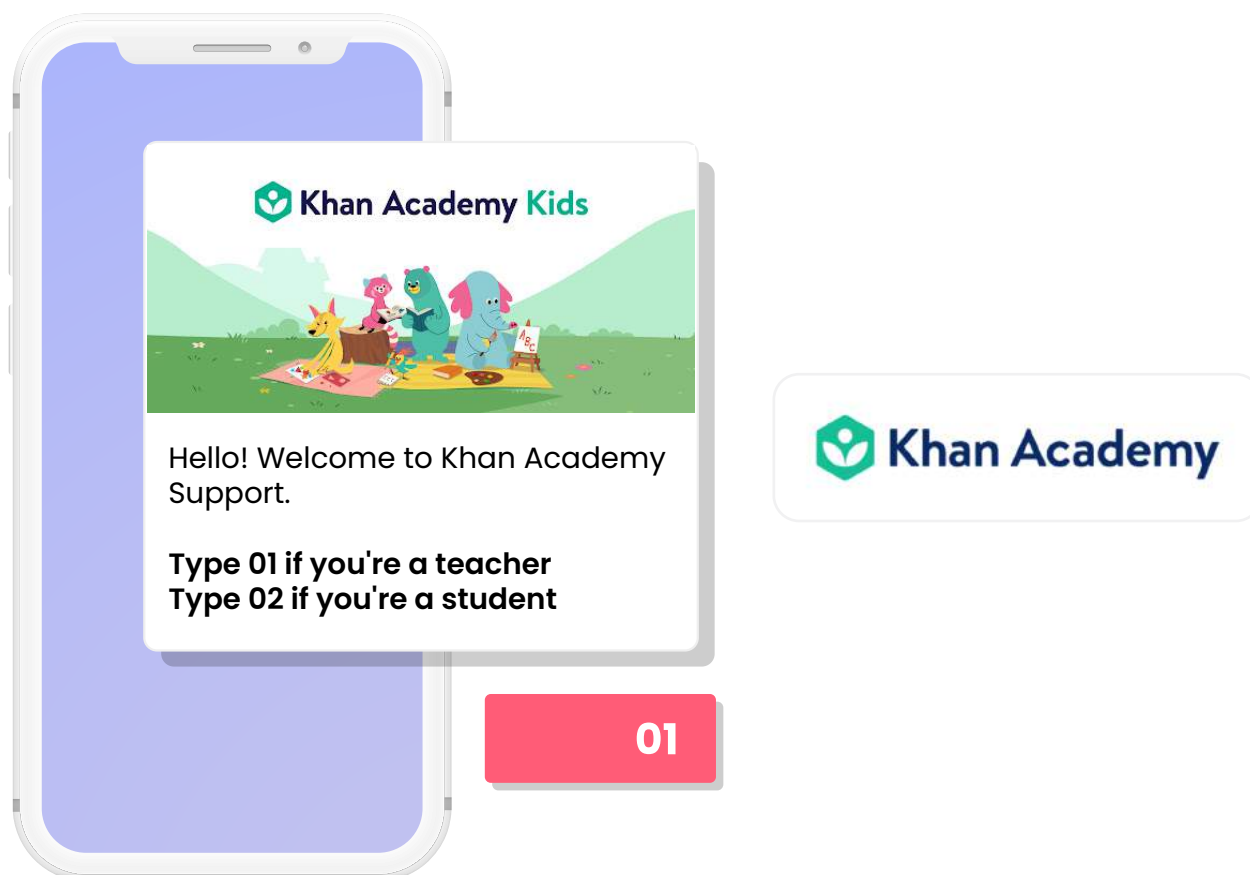 Khan Academy Kids
ABC
Hello! Welcome to Khan Academy
Support.
Type 01 if you're a teacher
Type 02 if you're a student
01
Khan Academy